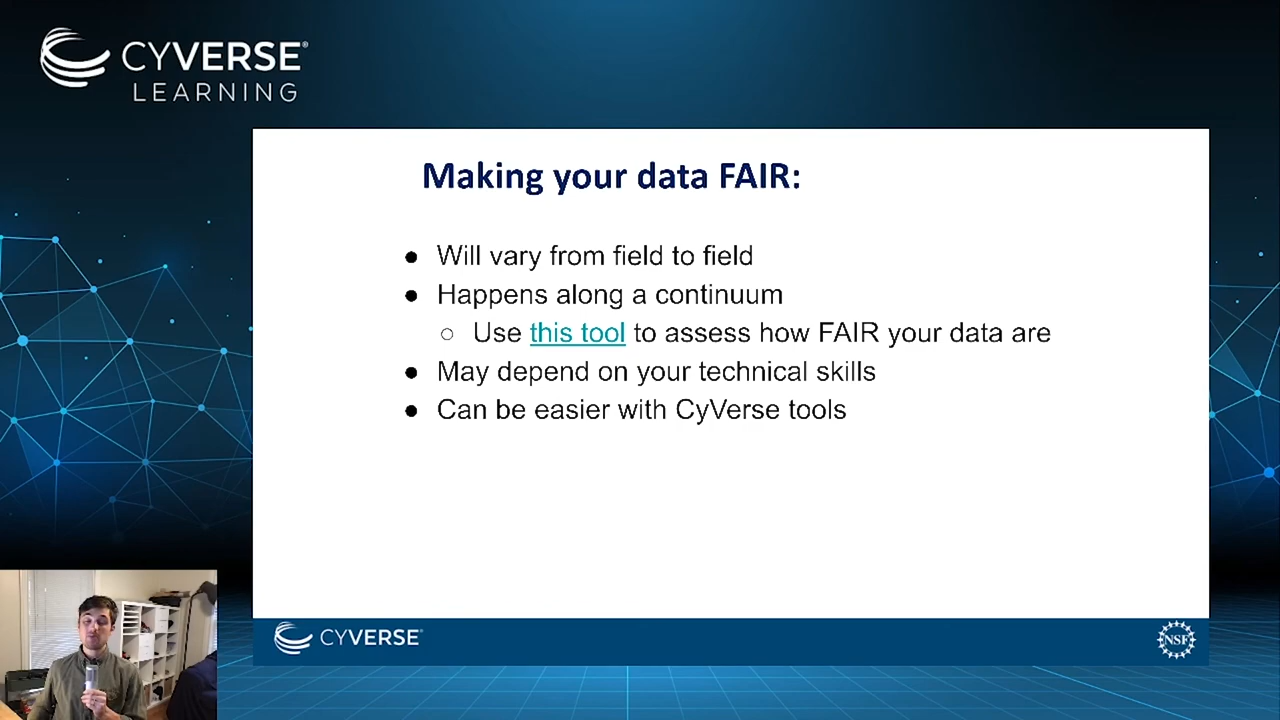 CYVERSE®
LEARNING
Making your data FAIR:
● Will vary from field to field
● Happens along a continuum
○ Use this tool to assess how FAIR your data are
● May depend on your technical skills
● Can be easier with CyVerse tools
CYVERSE®
NSF